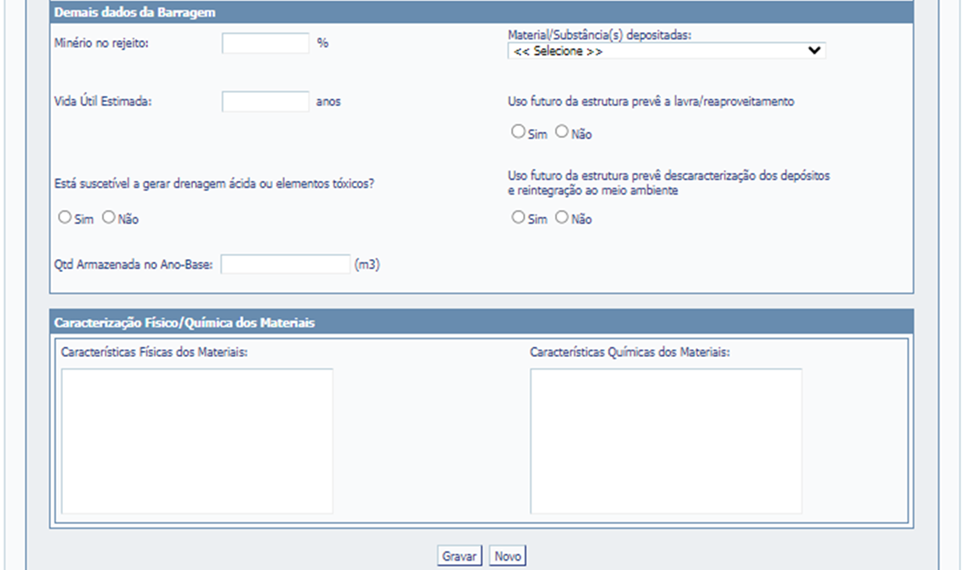 Demais dados da Barragem
Minério no rejeito: %
Material/Substância(s) depositadas:
<< Selecione >>
Vida Útil Estimada: anos
Uso futuro da estrutura prevê a lavra/reaproveitamento
Sim Não
Está suscetível a gerar drenagem ácida ou elementos tóxicos?
Sim Não
Uso futuro da estrutura prevê descaracterização dos depósitos
e reintegração ao meio ambiente
Sim Não
Qtd Armazenada no Ano-Base: (m3)
Caracterização Físico/Química dos Materiais
Características Físicas dos Materiais:
Características Químicas dos Materiais:
Gravar Novo